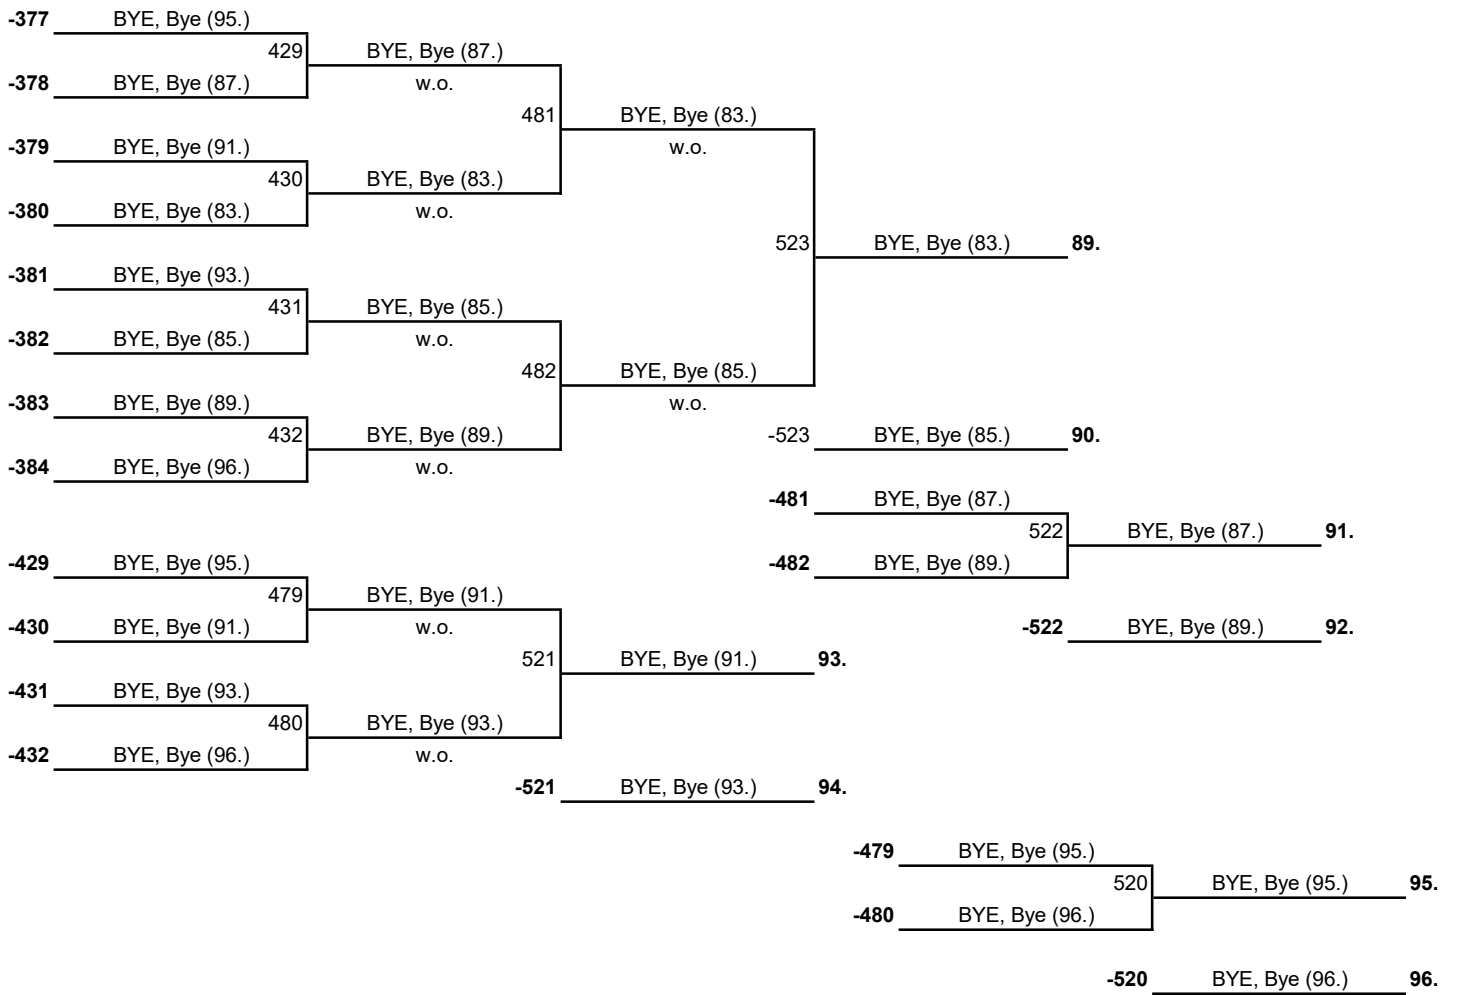 -377 BYE, Bye (95.)
429 BYE, Bye (87.)
-378 BYE, Bye (87.) w.o.
481 BYE, Bye (83.)
-379 BYE, Bye (91.) w.o.
430 BYE, Bye (83.)
-380 BYE, Bye (83.) w.o.
523 BYE, Bye (83.) 89.
-381 BYE, Bye (93.)
431 BYE, Bye (85.)
-382 BYE, Bye (85.) w.o.
482 BYE, Bye (85.)
-383 BYE, Bye (89.) w.o.
432 BYE, Bye (89.) -523 BYE, Bye (85.) 90.
-384 BYE, Bye (96.) w.o.
-481 BYE, Bye (87.)
522 BYE, Bye (87.) 91.
-429 BYE, Bye (95.) -482 BYE, Bye (89.)
479 BYE, Bye (91.)
-430 BYE, Bye (91.) w.o. -522 BYE, Bye (89.) 92.
521 BYE, Bye (91.) 93.
-431 BYE, Bye (93.)
480 BYE, Bye (93.)
-432 BYE, Bye (96.) w.o.
-521 BYE, Bye (93.) 94.
-479 BYE, Bye (95.)
520 BYE, Bye (95.) 95.
-480 BYE, Bye (96.)
-520 BYE, Bye (96.) 96.